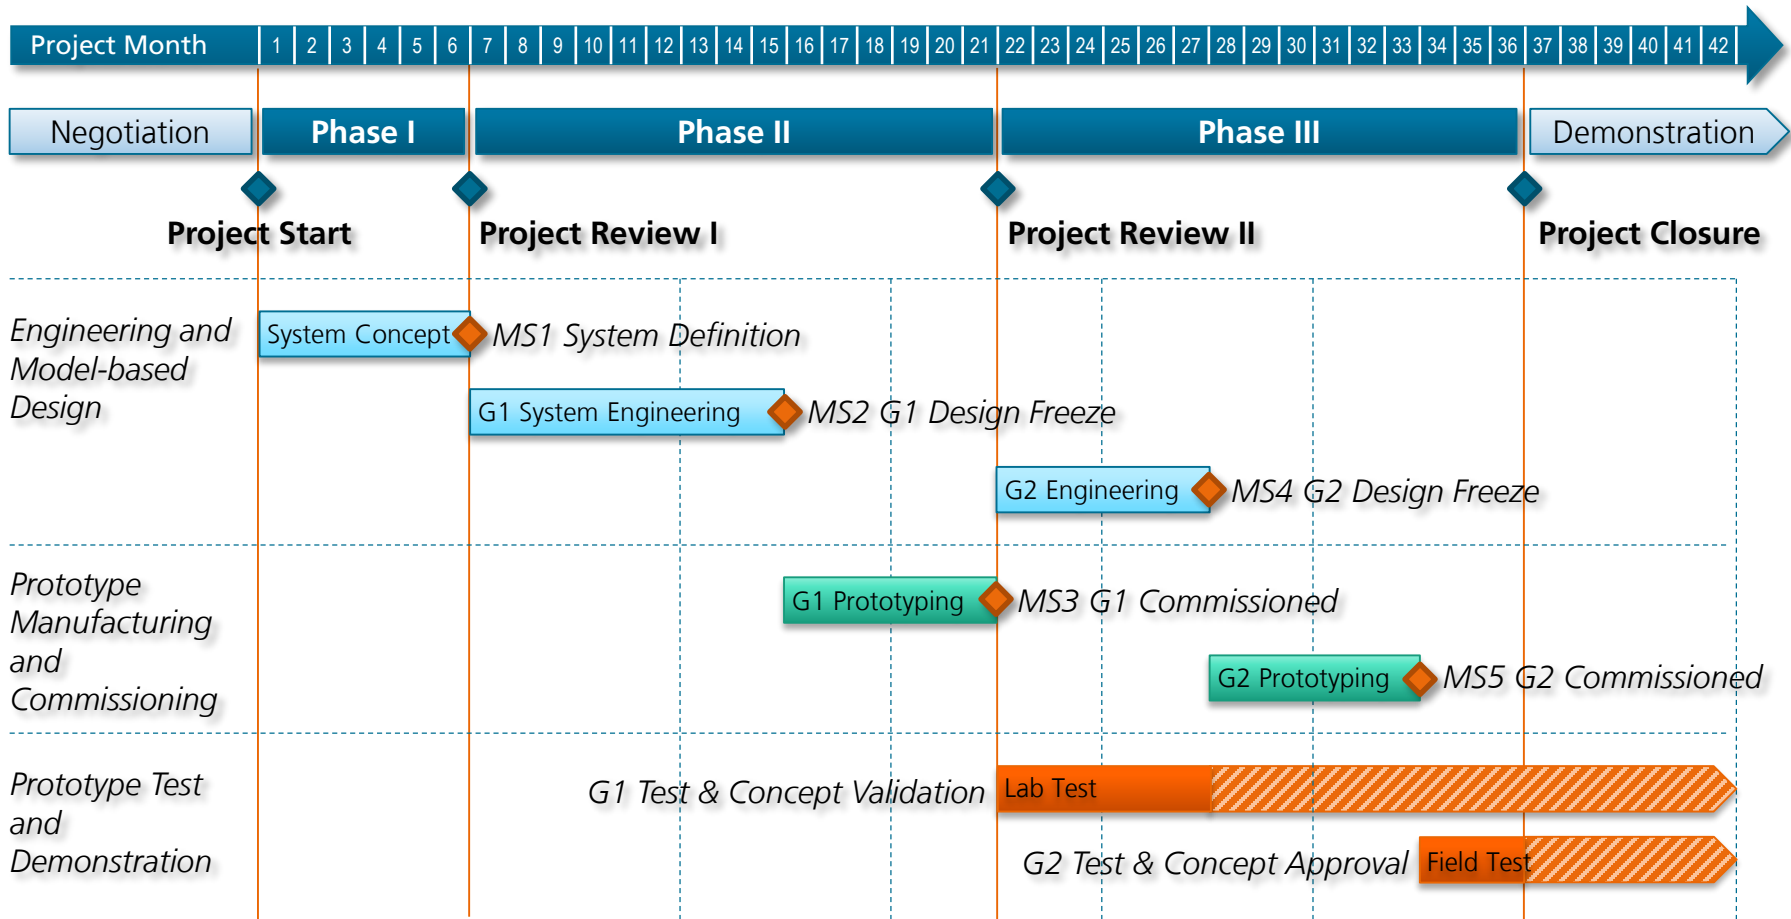 Project Month 1 2 3 4 5 6 7 8 9 10 11 12 13 14 15 16 17 18 19 20 21 22 23 24 25 26 27 28 29 30 31 32 33 34 35 36 37 38 39 40 41 42
Negotiation Phase I Phase II Phase III Demonstration
Project Start Project Review I Project Review II Project Closure
Engineering and
Model-based
Design
System Concept MS1 System Definition
G1 System Engineering MS2 G1 Design Freeze
G2 Engineering MS4 G2 Design Freeze
Prototype
Manufacturing
and
Commissioning
G1 Prototyping MS3 G1 Commissioned
G2 Prototyping MS5 G2 Commissioned
Prototype Test
and
Demonstration
G1 Test & Concept Validation Lab Test
G2 Test & Concept Approval Field Test